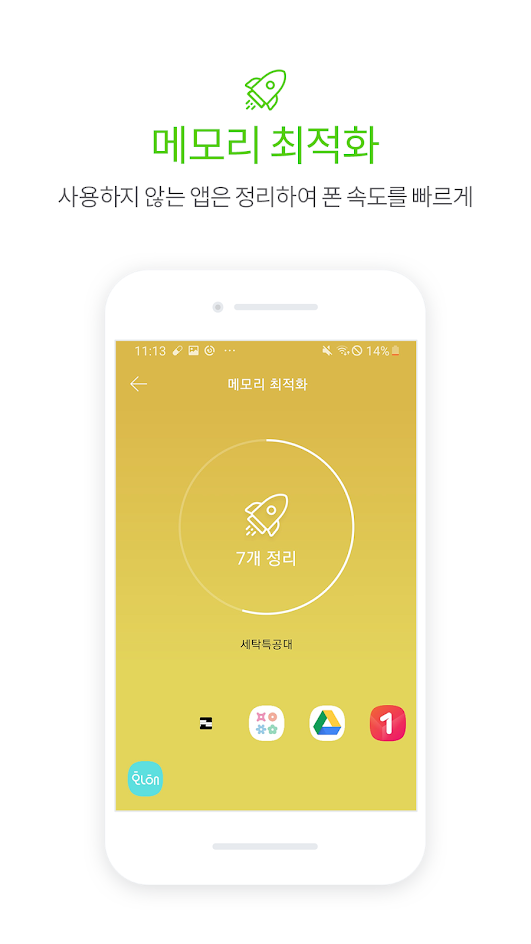 메모리 최적화
사용하지 않는 앱은 정리하여 폰 속도를 빠르게
11:13 ... 14%
메모리 최적화
7개 정리
세탁특공대
1